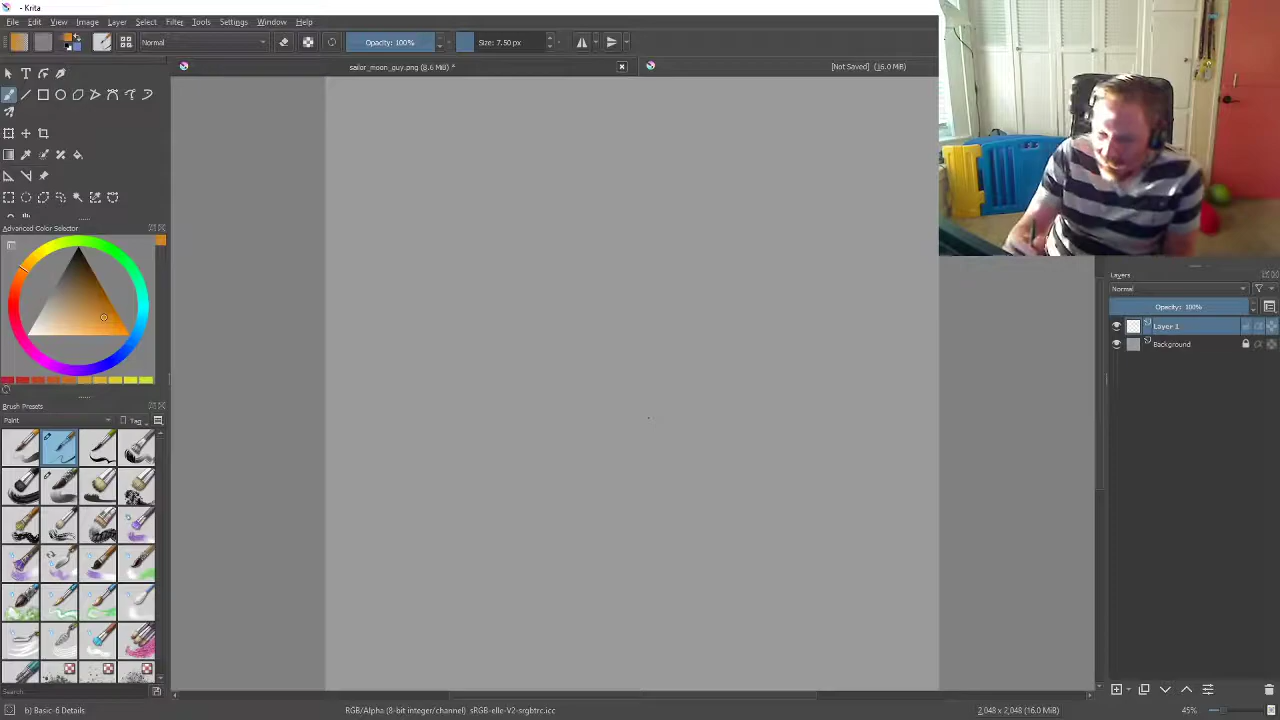 - Krita
File Edit View Image Layer Select Filter Tools Settings Window Help
Normal Opacity: 100% Size: 7.50 px
sailor_moon_guy.png (8.6 MiB) * [Not Saved] (16.0 MiB)
Advanced Color Selector
Brush Presets
Paint Tag
Search...
Layers
Normal
Opacity: 100%
Layer 1
Background
b) Basic-6 Details RGB/Alpha (8-bit integer/channel) sRGB-elle-V2-srgbtrc.icc 2,048 x 2,048 (16.0 MiB) 45%